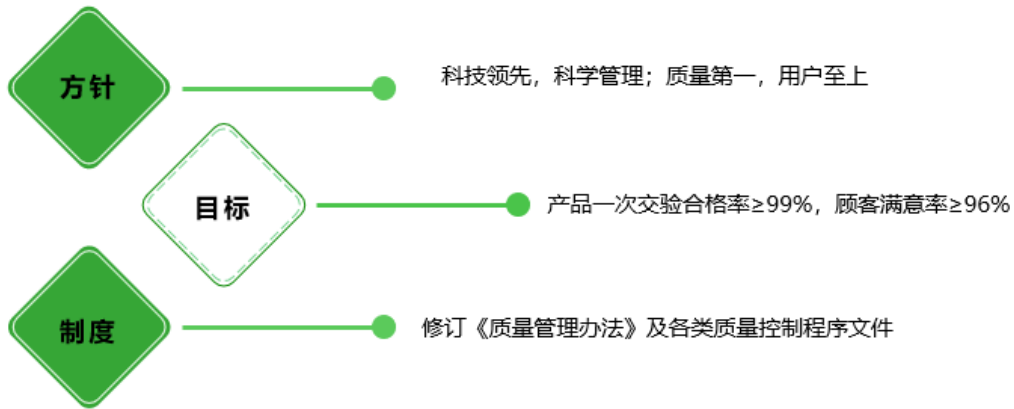 方针
科技领先，科学管理；质量第一，用户至上
目标
产品一次交验合格率≥99%，顾客满意率≥96%
制度
修订《质量管理办法》及各类质量控制程序文件